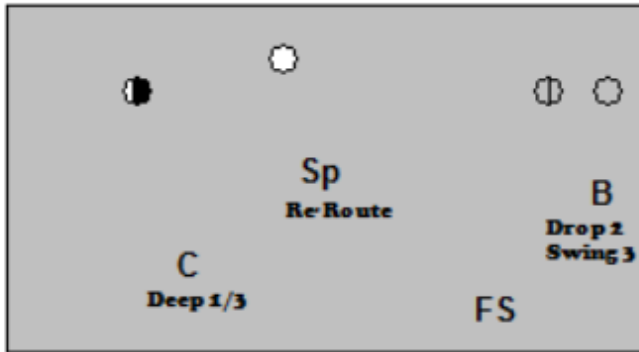 Sp
Re-Route
B
Drop 2
Swing 3
C
Deep 1/3
FS